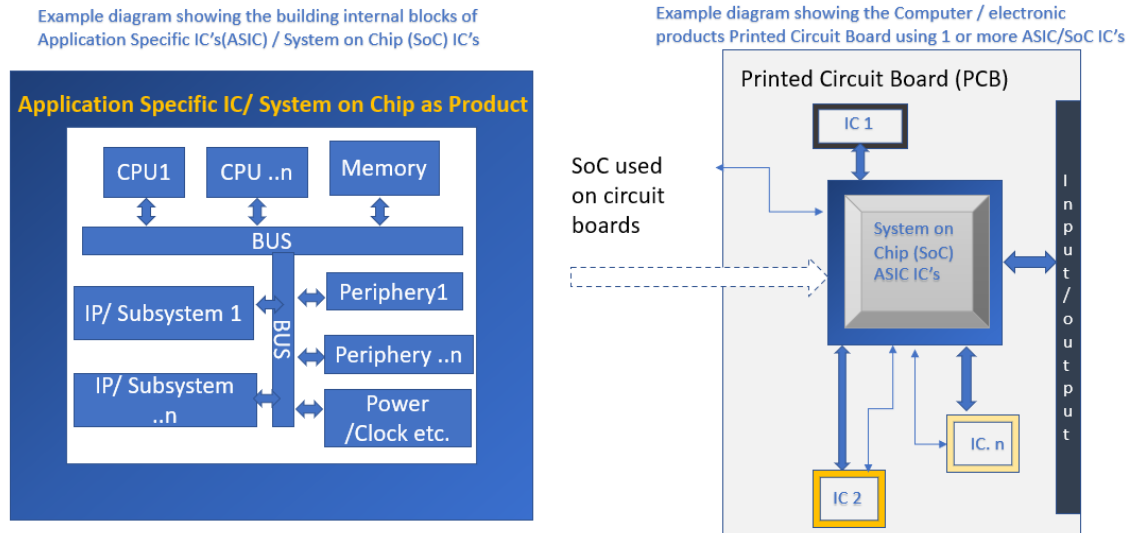 Example diagram showing the building internal blocks of
Application Specific IC's(ASIC) / System on Chip (SoC) IC's
Application Specific IC/ System on Chip as Product
CPU1
CPU ..n
Memory
BUS
IP/ Subsystem 1
BUS
Periphery1
Periphery ..n
IP/ Subsystem
..n
Power
/Clock etc.
Example diagram showing the Computer / electronic
products Printed Circuit Board using 1 or more ASIC/SoC IC's
Printed Circuit Board (PCB)
IC 1
SoC used
on circuit
boards
System on
Chip (SoC)
ASIC IC's
Input/output
IC. n
IC 2